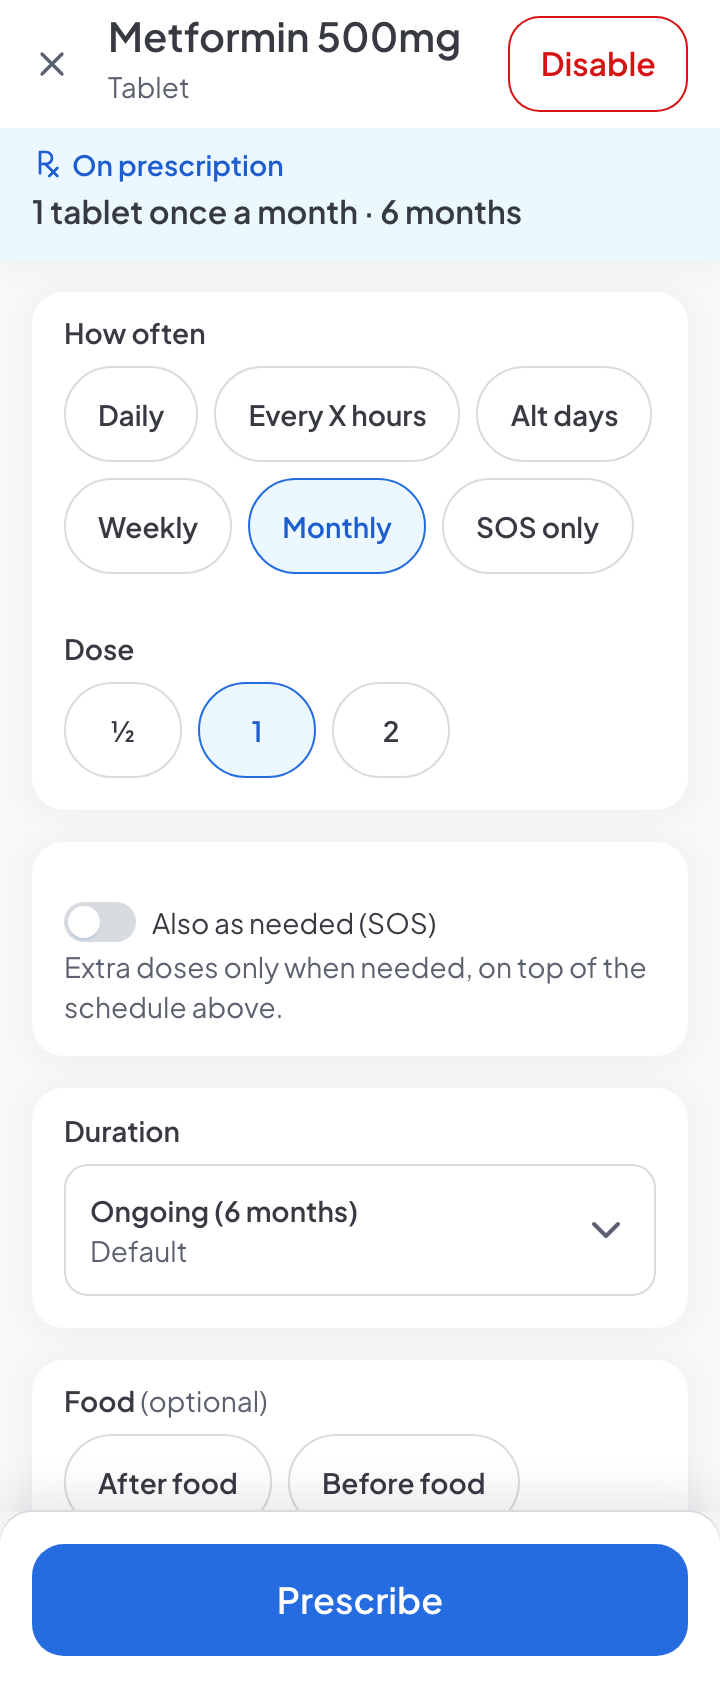 Metformin 500mg
Tablet
Disable
On prescription
1 tablet once a month · 6 months
How often
Daily
Every X hours
Alt days
Weekly
Monthly
SOS only
Dose
½
1
2
Also as needed (SOS)
Extra doses only when needed, on top of the
schedule above.
Duration
Ongoing (6 months)
Default
Food (optional)
After food
Before food
Prescribe